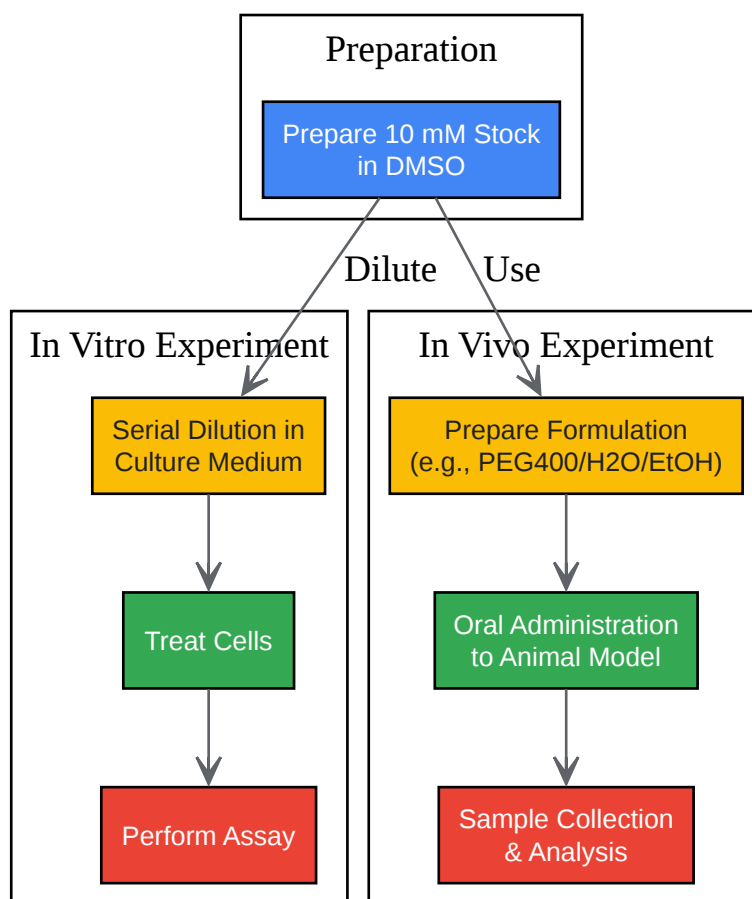 Preparation
Prepare 10 mM Stock
in DMSO
Dilute
Use
In Vitro Experiment
Serial Dilution in
Culture Medium
Treat Cells
Perform Assay
In Vivo Experiment
Prepare Formulation
(e.g., PEG400/H2O/EtOH)
Oral Administration
to Animal Model
Sample Collection
& Analysis